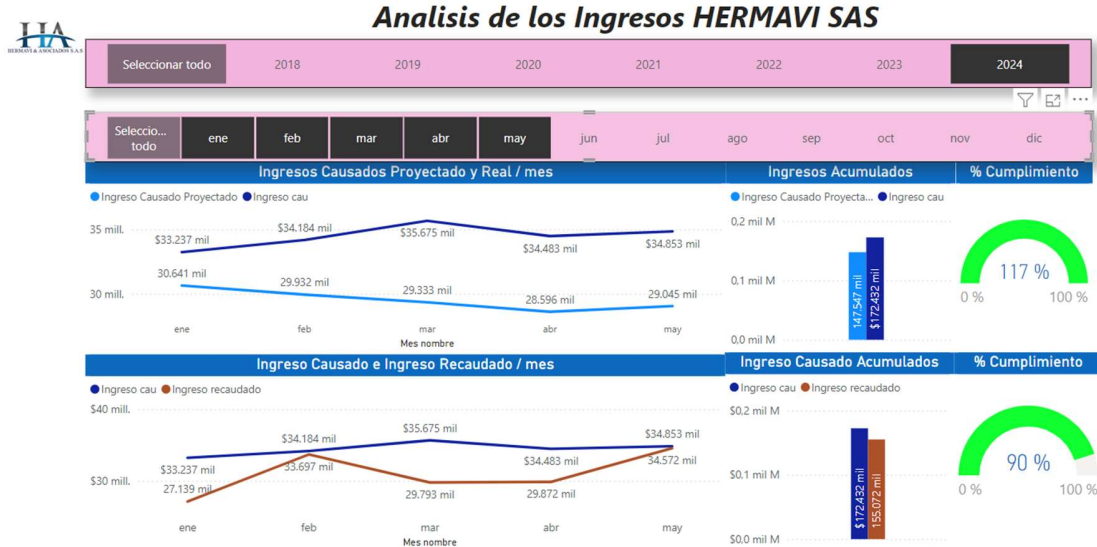 Analisis de los Ingresos HERMAVI SAS
HA
HERMAVI & ASOCIADOS S.A.S
Seleccionar todo 2018 2019 2020 2021 2022 2023 2024
Seleccio... todo ene feb mar abr may jun jul ago sep oct nov dic
Ingresos Causados Proyectado y Real / mes
Ingreso Causado Proyectado Ingreso cau
35 mill.
30 mill.
$33.237 mil
$34.184 mil
$35.675 mil
$34.483 mil
$34.853 mil
30.641 mil
29.932 mil
29.333 mil
28.596 mil
29.045 mil
ene feb mar abr may
Mes nombre
Ingresos Acumulados
Ingreso Causado Proyecta... Ingreso cau
0,2 mil M
0,1 mil M
0,0 mil M
147.547 mil
$172.432 mil
% Cumplimiento
117 %
0 % 100 %
Ingreso Causado e Ingreso Recaudado / mes
Ingreso cau Ingreso recaudado
$40 mill.
$30 mill.
$33.237 mil
$34.184 mil
$35.675 mil
$34.483 mil
$34.853 mil
27.139 mil
33.697 mil
29.793 mil
29.872 mil
34.572 mil
ene feb mar abr may
Mes nombre
Ingreso Causado Acumulados
Ingreso cau Ingreso recaudado
$0,2 mil M
$0,1 mil M
$0,0 mil M
$172.432 mil
155.072 mil
% Cumplimiento
90 %
0 % 100 %